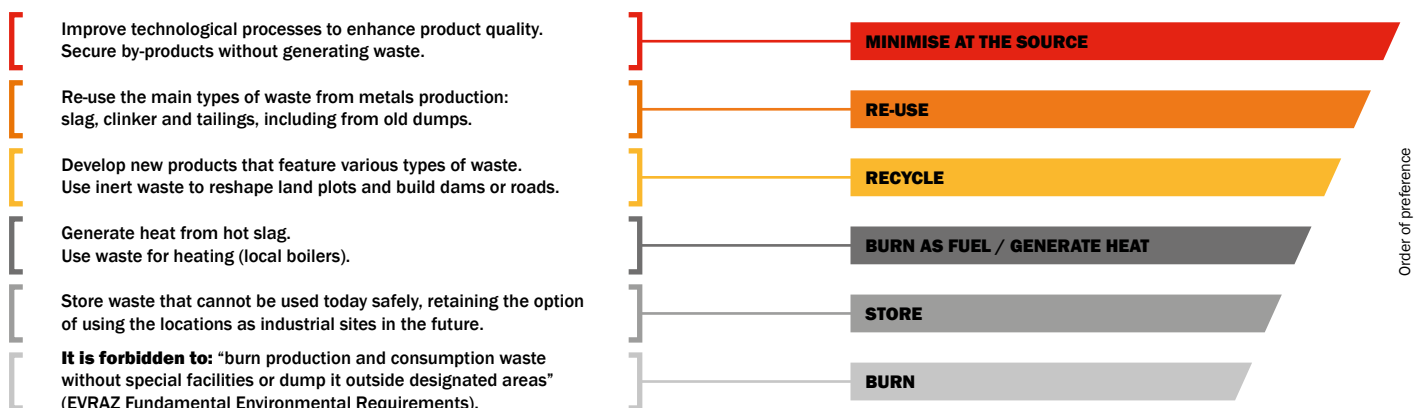 Improve technological processes to enhance product quality.
Secure by-products without generating waste.
MINIMISE AT THE SOURCE
Re-use the main types of waste from metals production:
slag, clinker and tailings, including from old dumps.
RE-USE
Develop new products that feature various types of waste.
Use inert waste to reshape land plots and build dams or roads.
RECYCLE
Generate heat from hot slag.
Use waste for heating (local boilers).
BURN AS FUEL / GENERATE HEAT
Store waste that cannot be used today safely, retaining the option
of using the locations as industrial sites in the future.
STORE
It is forbidden to: “burn production and consumption waste
without special facilities or dump it outside designated areas”
(EVRAZ Fundamental Environmental Requirements).
BURN
Order of preference